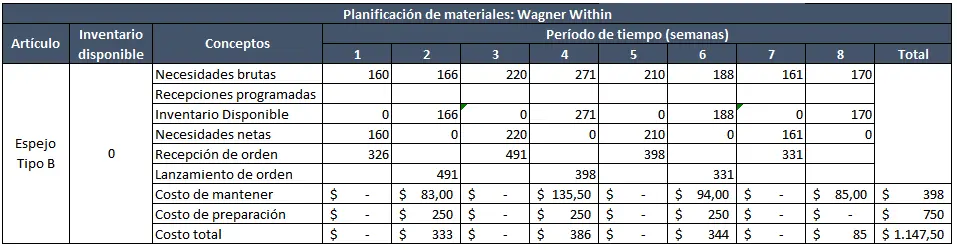 Planificación de materiales: Wagner Within
Artículo Inventario disponible Conceptos Período de tiempo (semanas)
1 2 3 4 5 6 7 8 Total
Espejo Tipo B 0
Necesidades brutas 160 166 220 271 210 188 161 170
Recepciones programadas
Inventario Disponible 0 166 0 271 0 188 0 170
Necesidades netas 160 0 220 0 210 0 161 0
Recepción de orden 326 491 398 331
Lanzamiento de orden 491 398 331
Costo de mantener $ - $ 83,00 $ - $ 135,50 $ - $ 94,00 $ - $ 85,00 $ 398
Costo de preparación $ - $ 250 $ - $ 250 $ - $ 250 $ - $ - $ 750
Costo total $ - $ 333 $ - $ 386 $ - $ 344 $ - $ 85 $ 1.147,50